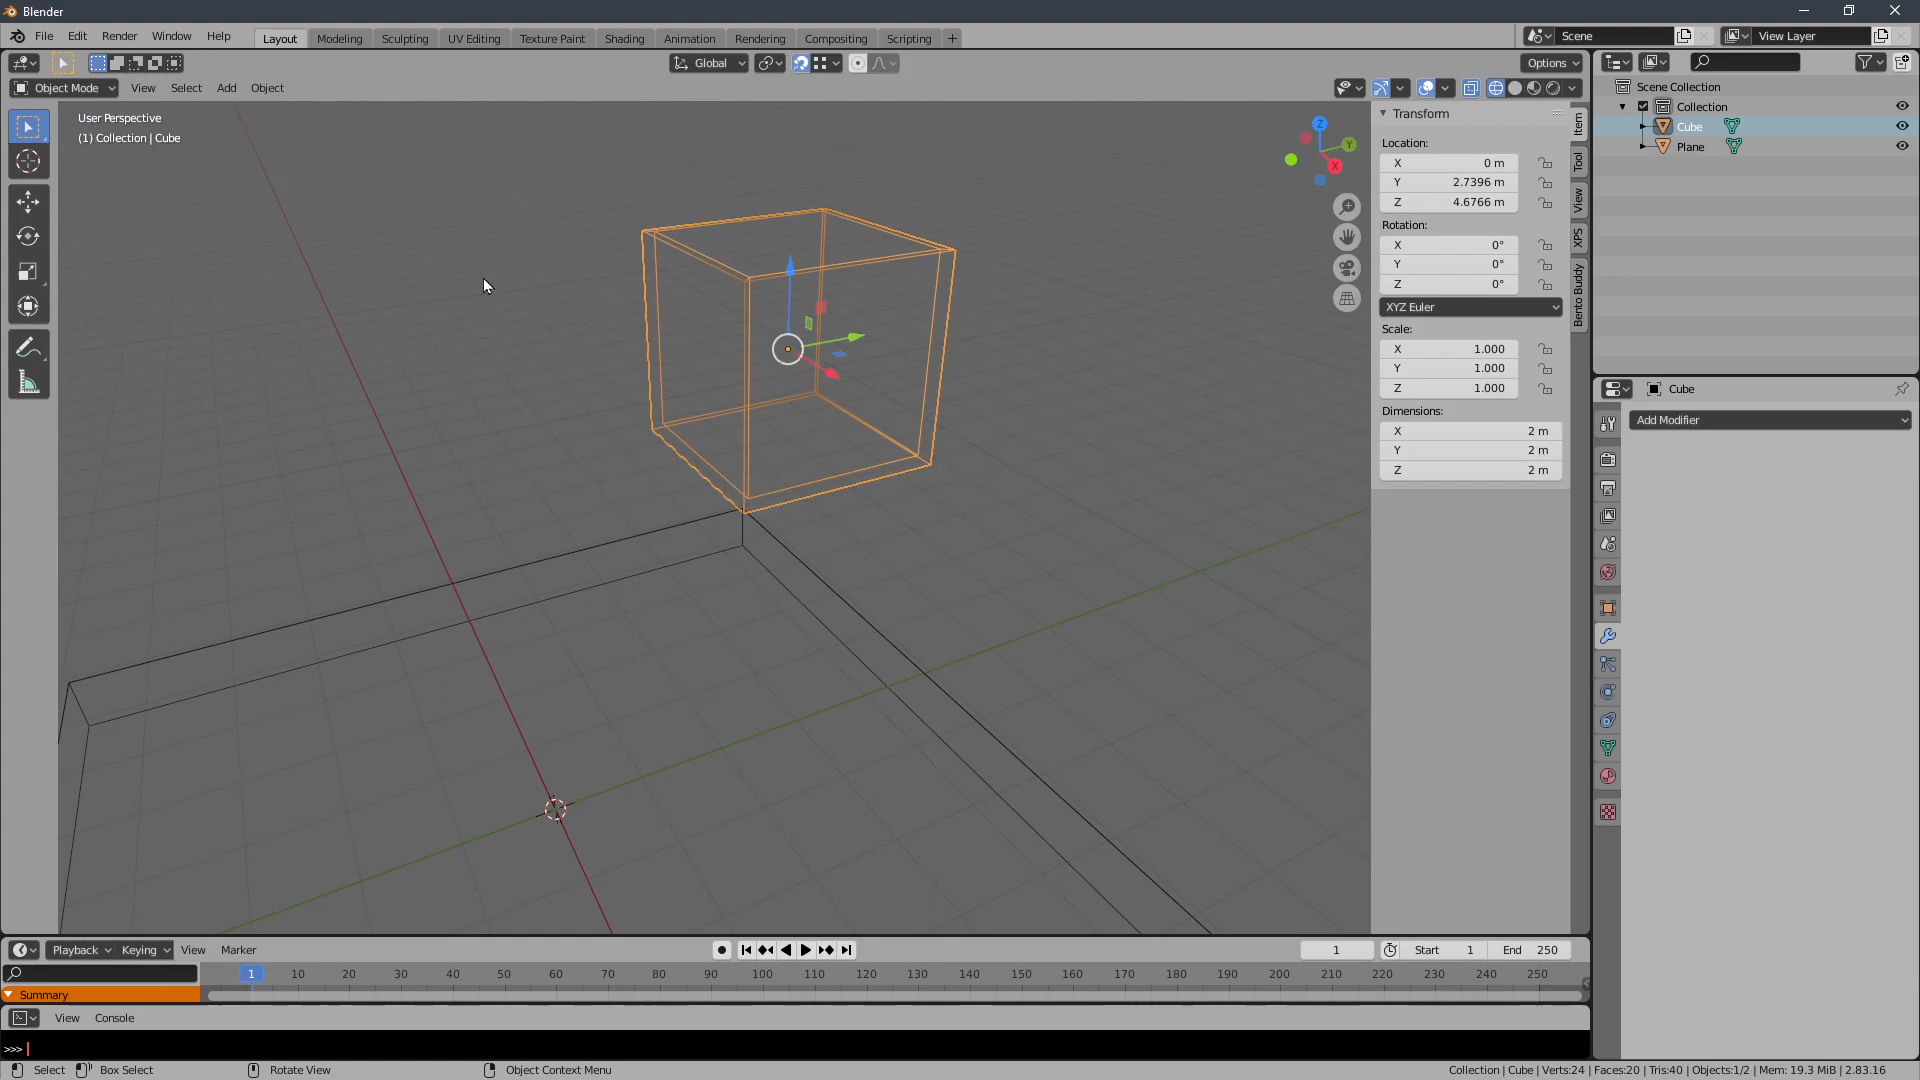 Blender
File Edit Render Window Help
Layout Modeling Sculpting UV Editing Texture Paint Shading Animation Rendering Compositing Scripting +
Scene
View Layer
Global
Options
Object Mode View Select Add Object
User Perspective
(1) Collection | Cube
Z
Y
X
Transform
Location:
X 0 m
Y 2.7396 m
Z 4.6766 m
Rotation:
X 0°
Y 0°
Z 0°
XYZ Euler
Scale:
X 1.000
Y 1.000
Z 1.000
Dimensions:
X 2 m
Y 2 m
Z 2 m
Item
Tool
View
XPS
Bento Buddy
Scene Collection
Collection
Cube
Plane
Cube
Add Modifier
Playback Keying View Marker
1
Start 1
End 250
1 10 20 30 40 50 60 70 80 90 100 110 120 130 140 150 160 170 180 190 200 210 220 230 240 250
Summary
View Console
>>>
Select Box Select Rotate View Object Context Menu
Collection | Cube | Verts:24 | Faces:20 | Tris:40 | Objects:1/2 | Mem: 19.3 MiB | 2.83.16